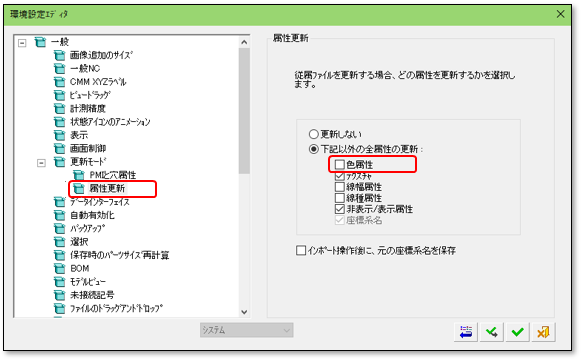 環境設定エディタ
一般
画像追加のサイズ
一般NC
CMM XYZラベル
ビュードラッグ
計測精度
状態アイコンのアニメーション
表示
画面制御
更新モード
PMと穴属性
属性更新
データインターフェイス
自動有効化
バックアップ
選択
保存時のパーツサイズ再計算
BOM
モデルビュー
未接続記号
ファイルのドラッグアンドドロップ
属性更新
従属ファイルを更新する場合、どの属性を更新するかを選択し
ます。
更新しない
下記以外の全属性の更新:
色属性
テクスチャ
線幅属性
線種属性
非表示/表示属性
座標系名
インポート操作後に、元の座標系名を保存
システム